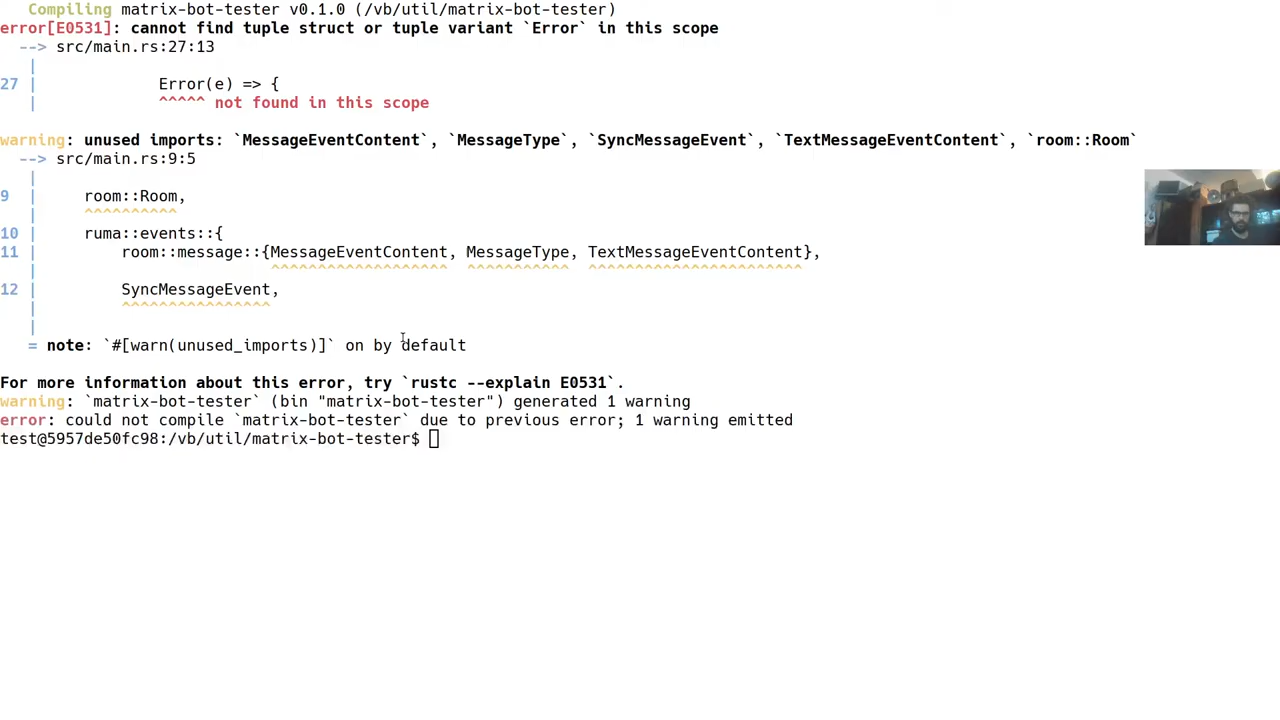 Compiling matrix-bot-tester v0.1.0 (/vb/util/matrix-bot-tester)
error[E0531]: cannot find tuple struct or tuple variant `Error` in this scope
  --> src/main.rs:27:13
   |
27 |             Error(e) => {
   |             ^^^^^ not found in this scope

warning: unused imports: `MessageEventContent`, `MessageType`, `SyncMessageEvent`, `TextMessageEventContent`, `room::Room`
  --> src/main.rs:9:5
   |
9  |     room::Room,
   |     ^^^^^^^^^^
10 |     ruma::events::{
11 |         room::message::{MessageEventContent, MessageType, TextMessageEventContent},
   |                         ^^^^^^^^^^^^^^^^^^^  ^^^^^^^^^^^  ^^^^^^^^^^^^^^^^^^^^^^^
12 |         SyncMessageEvent,
   |         ^^^^^^^^^^^^^^^^
   |
   = note: `#[warn(unused_imports)]` on by default

For more information about this error, try `rustc --explain E0531`.
warning: `matrix-bot-tester` (bin "matrix-bot-tester") generated 1 warning
error: could not compile `matrix-bot-tester` due to previous error; 1 warning emitted
test@5957de50fc98:/vb/util/matrix-bot-tester$